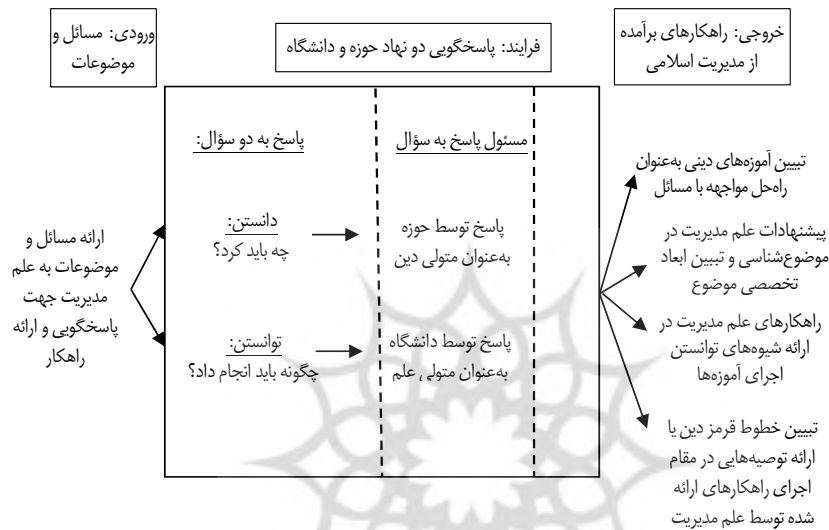 ورودی: مسائل و
موضوعات
فرایند: پاسخگویی دو نهاد حوزه و دانشگاه
خروجی: راهکارهای برآمده
از مدیریت اسلامی
ارائه مسائل و
موضوعات به علم
مدیریت جهت
پاسخگویی و ارائه
راهکار
پاسخ به دو سؤال:
دانستن:
چه باید کرد؟
توانستن:
چگونه باید انجام داد؟
مسئول پاسخ به سؤال
پاسخ توسط حوزه
به‌عنوان متولی دین
پاسخ توسط دانشگاه
به‌عنوان متولی علم
تبیین آموزه‌های دینی به‌عنوان
راه‌حل مواجهه با مسائل
پیشنهادات علم مدیریت در
موضوع‌شناسی و تبیین ابعاد
تخصصی موضوع
راهکارهای علم مدیریت در
ارائه شیوه‌های توانستن
اجرای آموزه‌ها
تبیین خطوط قرمز دین یا
ارائه توصیه‌هایی در مقام
اجرای راهکارهای ارائه
شده توسط علم مدیریت